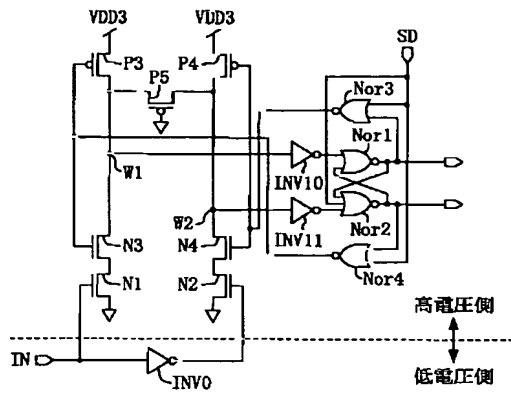 VDD3 VDD3 SD
P3 P5 P4
Nor3
Nor1
W1 INV10
W2
N3 N4 INV11 Nor2
N1 N2 Nor4
高電圧側
IN INV0 低電圧側